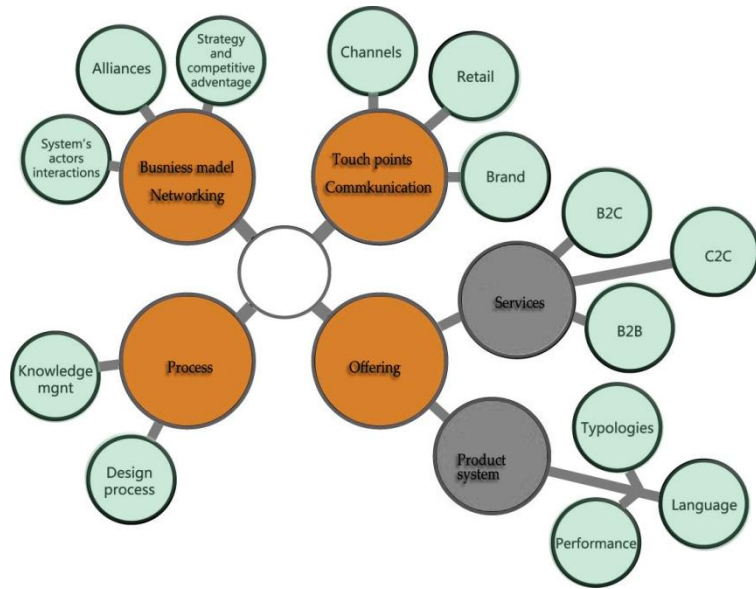 Strategy
and
competitive
adventage
Alliances
System's
actors
interactions
Busniess madel
Networking
Channels
Retail
Touch points
Commkunication
Brand
B2C
C2C
Services
B2B
Process
Offering
Knowledge
mgnt
Design
process
Typologies
Product
system
Language
Performance